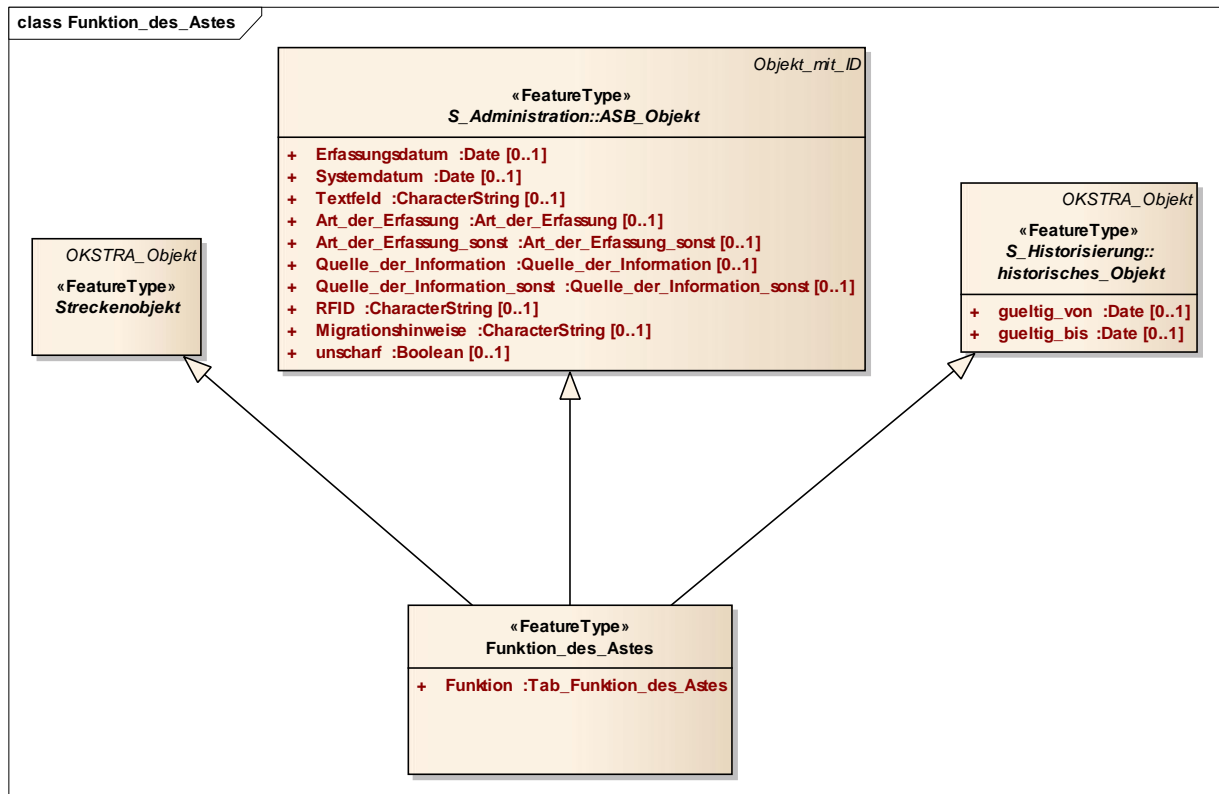 class Funktion_des_Astes
Objekt_mit_ID
«FeatureType»
S_Administration::ASB_Objekt
+ Erfassungsdatum :Date [0..1]
+ Systemdatum :Date [0..1]
+ Textfeld :CharacterString [0..1]
+ Art_der_Erfassung :Art_der_Erfassung [0..1]
+ Art_der_Erfassung_sonst :Art_der_Erfassung_sonst [0..1]
+ Quelle_der_Information :Quelle_der_Information [0..1]
+ Quelle_der_Information_sonst :Quelle_der_Information_sonst [0..1]
+ RFID :CharacterString [0..1]
+ Migrationshinweise :CharacterString [0..1]
+ unscharf :Boolean [0..1]
OKSTRA_Objekt
«FeatureType»
Streckenobjekt
OKSTRA_Objekt
«FeatureType»
S_Historisierung::
historisches_Objekt
+ gueltig_von :Date [0..1]
+ gueltig_bis :Date [0..1]
«FeatureType»
Funktion_des_Astes
+ Funktion :Tab_Funktion_des_Astes